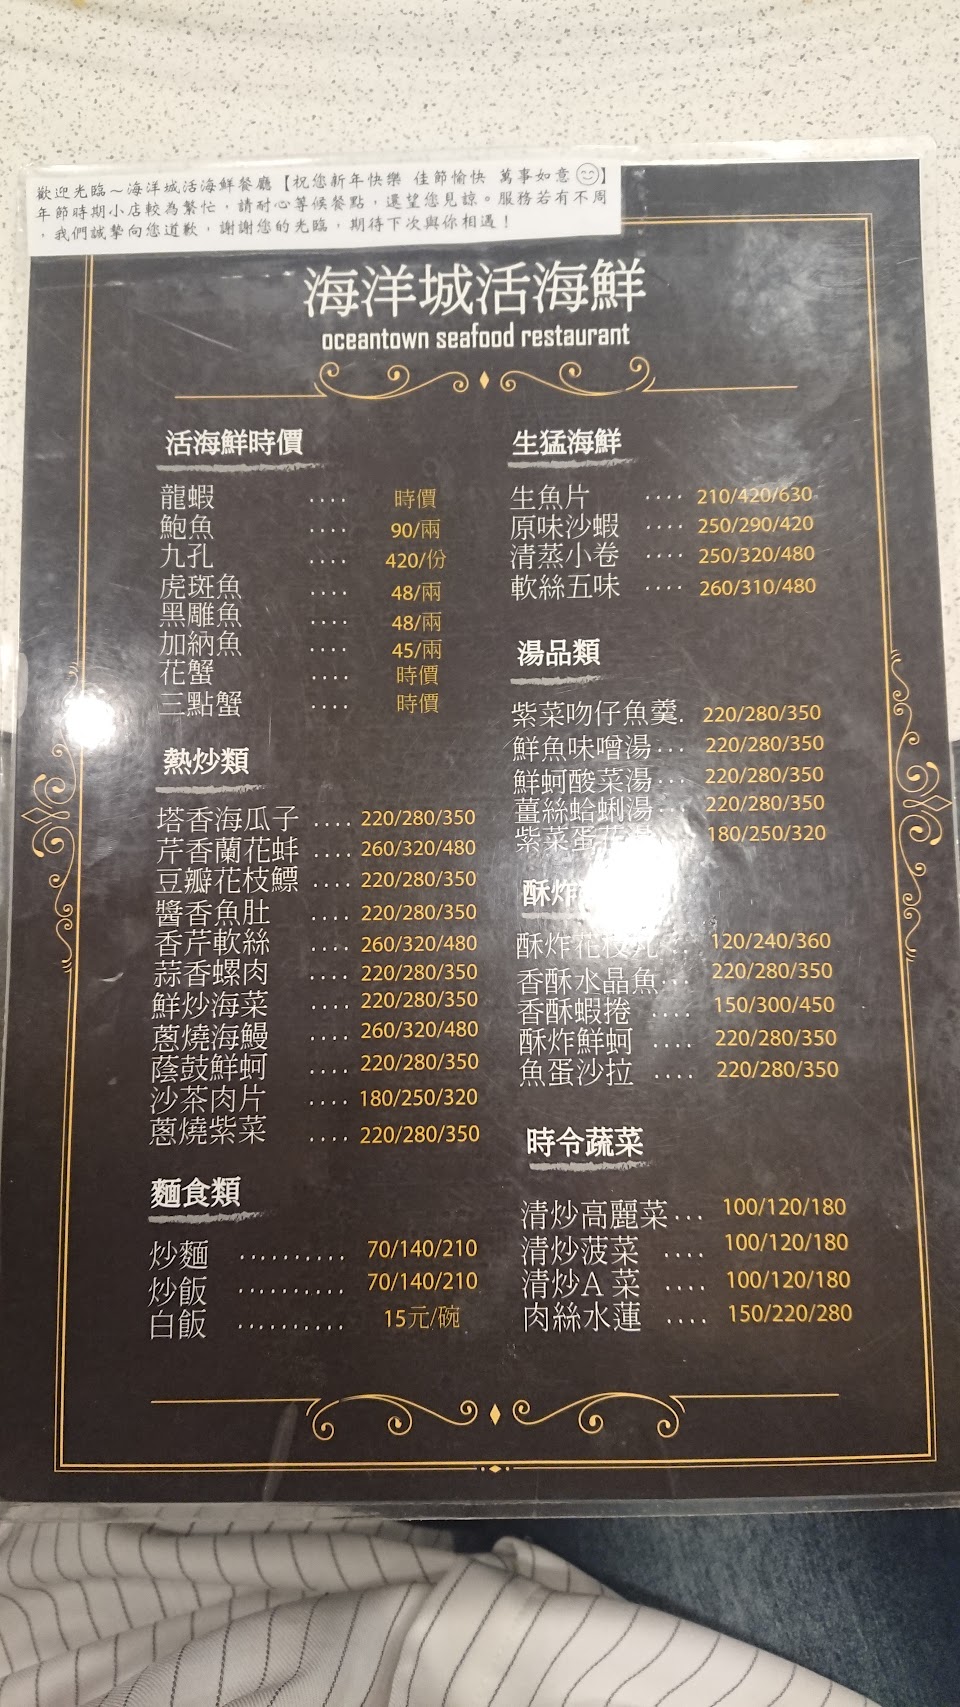 歡迎光臨～海洋城活海鮮餐廳【祝您新年快樂 佳節愉快 萬事如意☺】
年節時期小店較為繁忙，請耐心等候餐點，還望您見諒。服務若有不周
，我們誠摯向您道歉，謝謝您的光臨，期待下次與你相遇！
海洋城活海鮮
oceantown seafood restaurant
活海鮮時價
龍蝦 .... 時價
鮑魚 .... 90/兩
九孔 .... 420/份
虎斑魚 .... 48/兩
黑雕魚 .... 48/兩
加納魚 .... 45/兩
花蟹 .... 時價
三點蟹 .... 時價
熱炒類
塔香海瓜子 .... 220/280/350
芹香蘭花蚌 .... 260/320/480
豆瓣花枝鰾 .... 220/280/350
醬香魚肚 .... 220/280/350
香芹軟絲 .... 260/320/480
蒜香螺肉 .... 220/280/350
鮮炒海菜 .... 220/280/350
蔥燒海鰻 .... 260/320/480
蔭鼓鮮蚵 .... 220/280/350
沙茶肉片 .... 180/250/320
蔥燒紫菜 .... 220/280/350
麵食類
炒麵 .......... 70/140/210
炒飯 .......... 70/140/210
白飯 .......... 15元/碗
生猛海鮮
生魚片 .... 210/420/630
原味沙蝦 .... 250/290/420
清蒸小卷 .... 250/320/480
軟絲五味 .... 260/310/480
湯品類
紫菜吻仔魚羹. 220/280/350
鮮魚味噌湯... 220/280/350
鮮蚵酸菜湯... 220/280/350
薑絲蛤蜊湯... 220/280/350
紫菜蛋花湯 180/250/320
酥炸
酥炸花枝丸 .. 120/240/360
香酥水晶魚... 220/280/350
香酥蝦捲 .... 150/300/450
酥炸鮮蚵 .... 220/280/350
魚蛋沙拉 .... 220/280/350
時令蔬菜
清炒高麗菜... 100/120/180
清炒菠菜 .... 100/120/180
清炒A 菜 .... 100/120/180
肉絲水蓮 .... 150/220/280